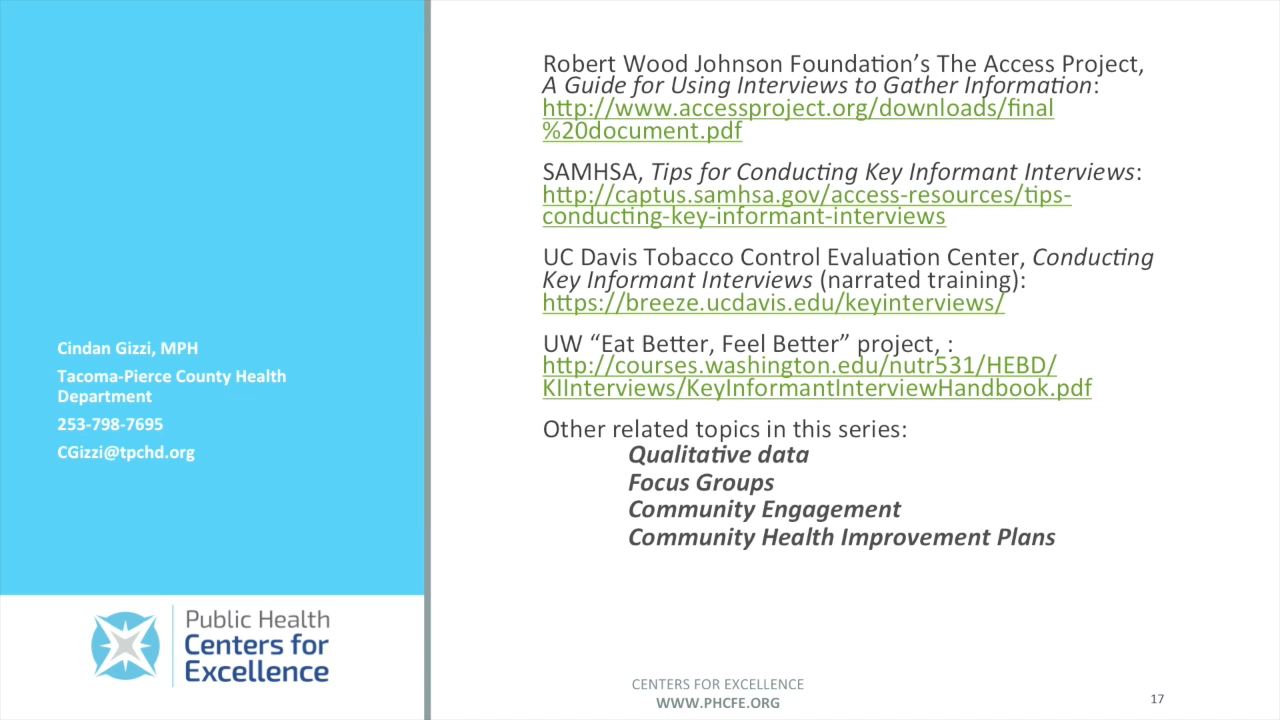 Cindan Gizzi, MPH
Tacoma-Pierce County Health
Department
253-798-7695
CGizzi@tpchd.org
Public Health
Centers for
Excellence
Robert Wood Johnson Foundation’s The Access Project,
A Guide for Using Interviews to Gather Information:
http://www.accessproject.org/downloads/final
%20document.pdf
SAMHSA, Tips for Conducting Key Informant Interviews:
http://captus.samhsa.gov/access-resources/tips-
conducting-key-informant-interviews
UC Davis Tobacco Control Evaluation Center, Conducting
Key Informant Interviews (narrated training):
https://breeze.ucdavis.edu/keyinterviews/
UW “Eat Better, Feel Better” project, :
http://courses.washington.edu/nutr531/HEBD/
KIInterviews/KeyInformantInterviewHandbook.pdf
Other related topics in this series:
Qualitative data
Focus Groups
Community Engagement
Community Health Improvement Plans
CENTERS FOR EXCELLENCE
WWW.PHCFE.ORG
17